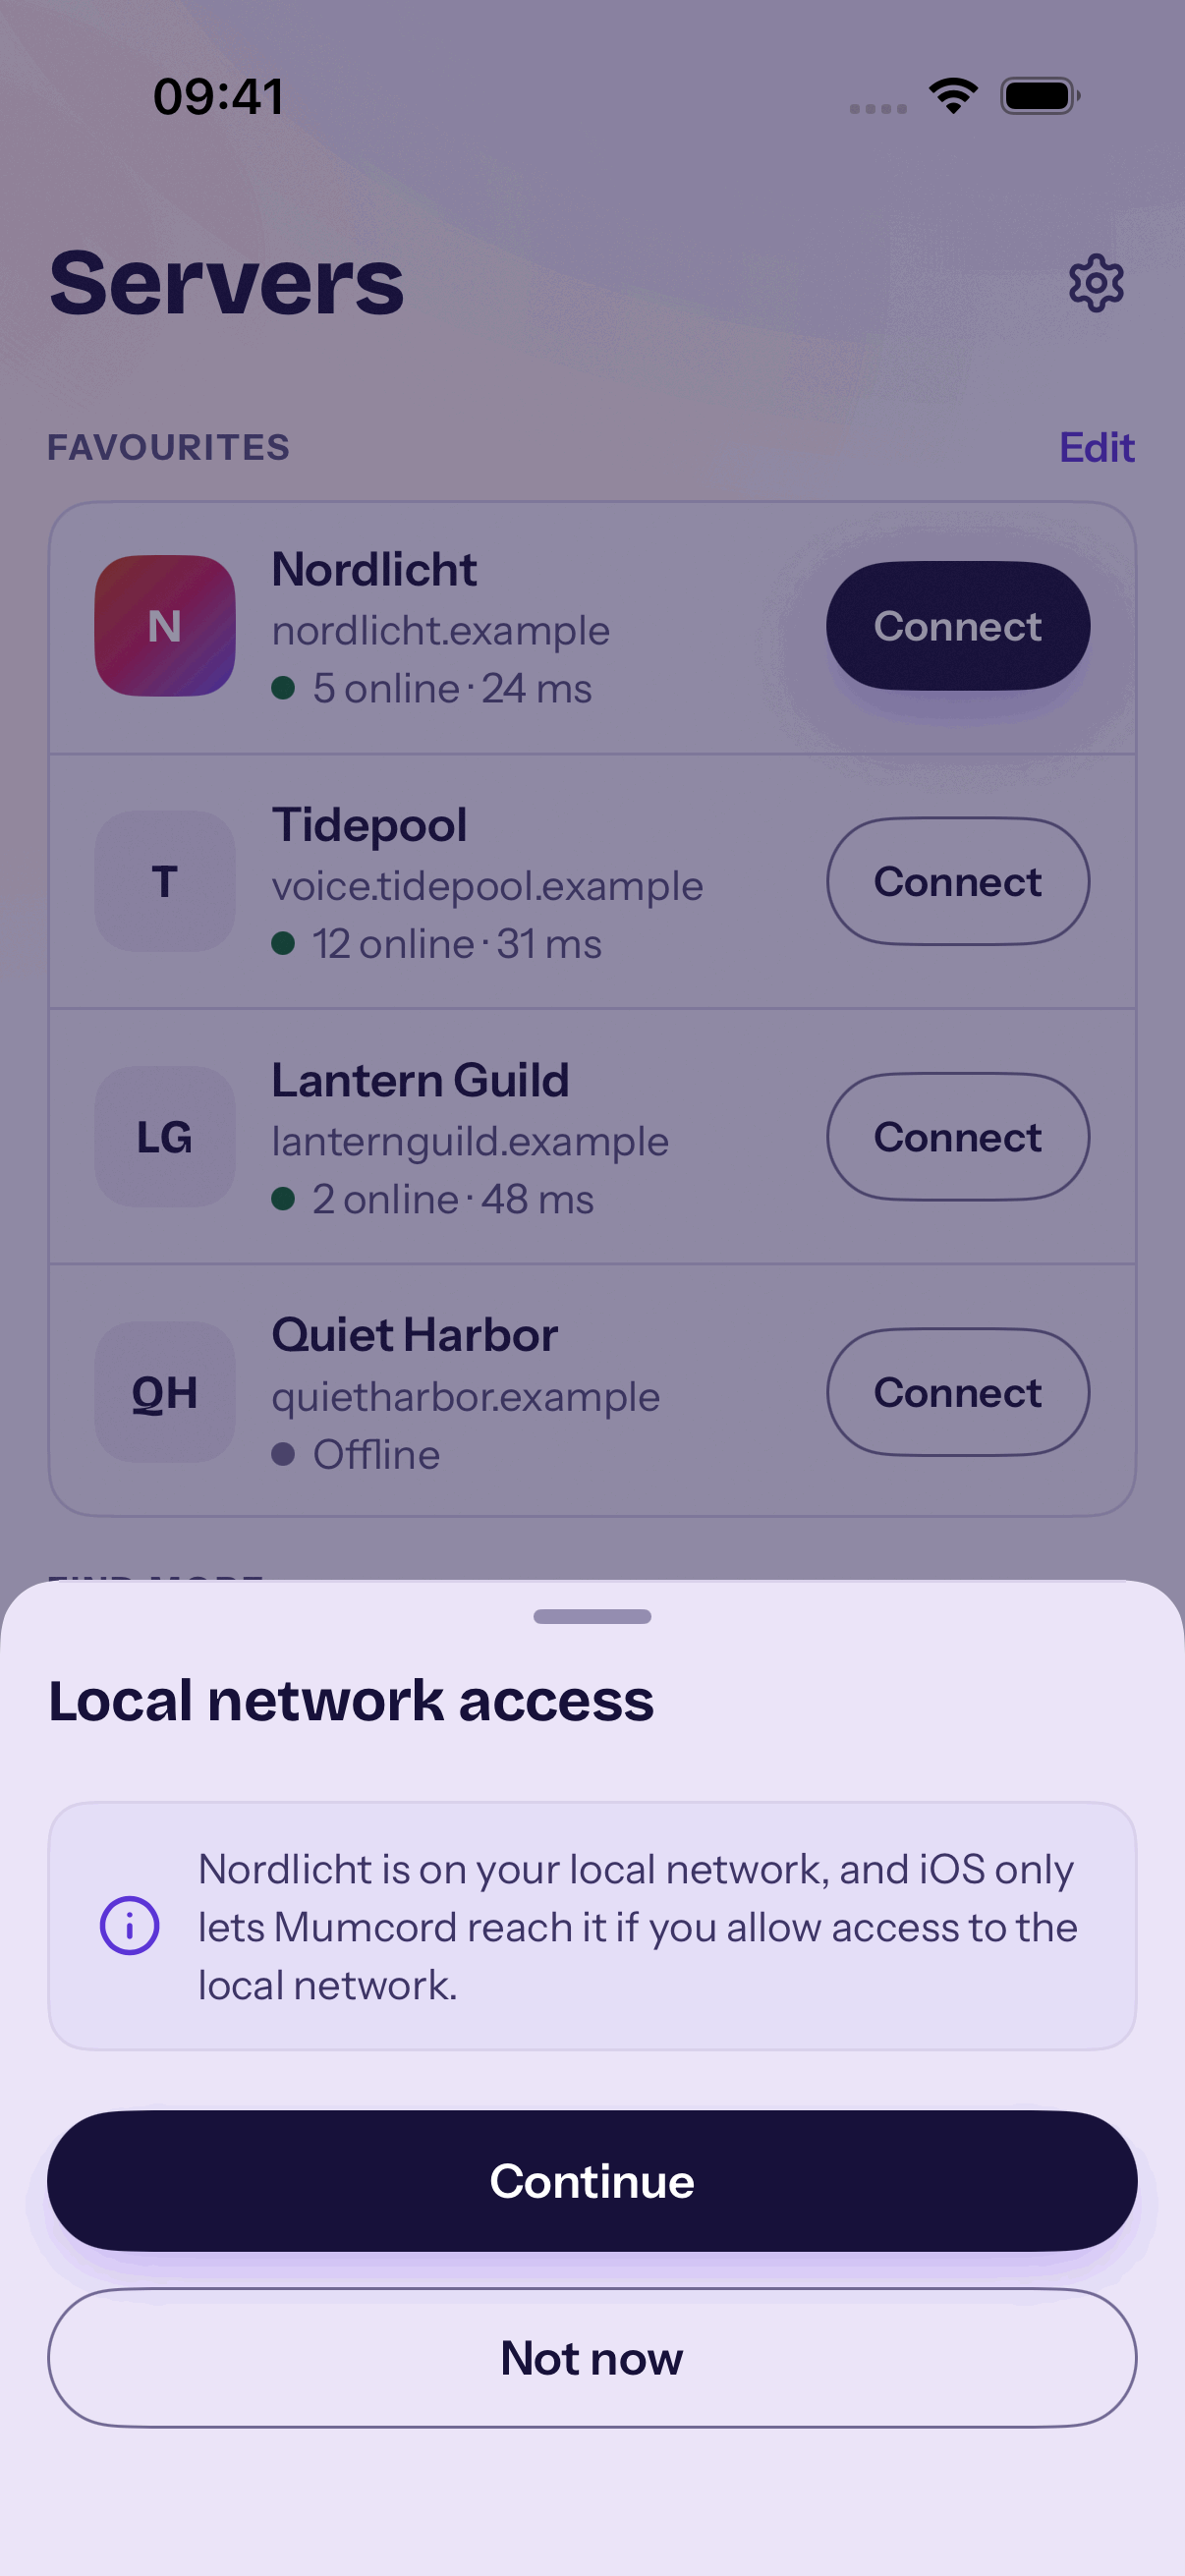 09:41
Servers
FAVOURITES
Edit
N
Nordlicht
nordlicht.example
5 online · 24 ms
Connect
T
Tidepool
voice.tidepool.example
12 online · 31 ms
Connect
LG
Lantern Guild
lanternguild.example
2 online · 48 ms
Connect
QH
Quiet Harbor
quietharbor.example
Offline
Connect
FIND MORE
Local network access
Nordlicht is on your local network, and iOS only
lets Mumcord reach it if you allow access to the
local network.
Continue
Not now